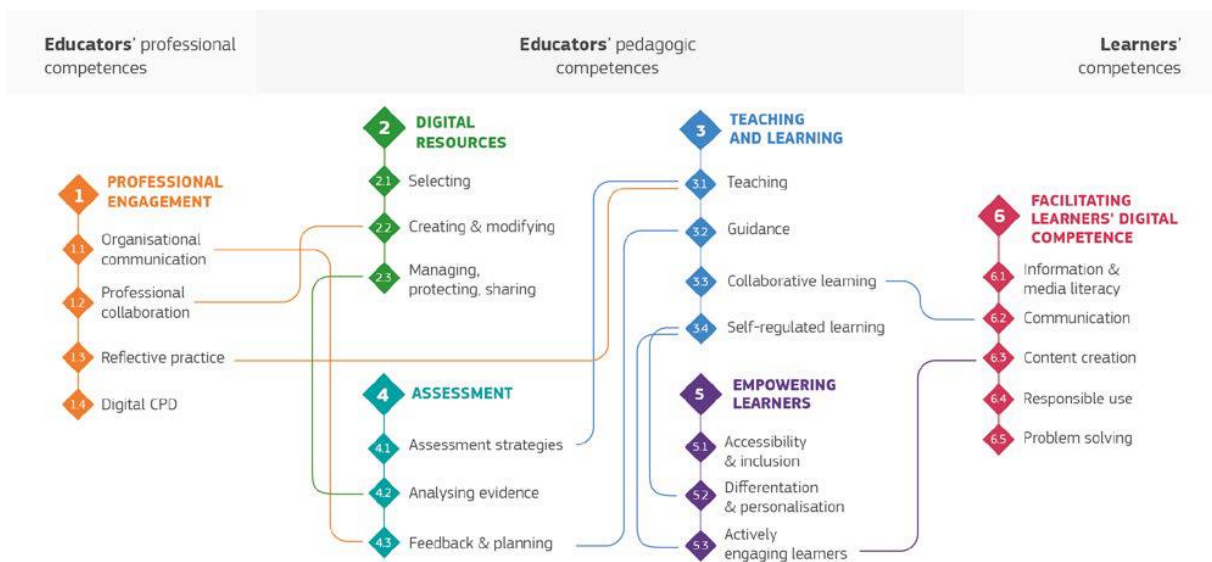 Educators' professional
competences
Educators' pedagogic
competences
Learners'
competences
1
PROFESSIONAL
ENGAGEMENT
1.1
Organisational
communication
1.2
Professional
collaboration
1.3
Reflective practice
1.4
Digital CPD
2
DIGITAL
RESOURCES
2.1
Selecting
2.2
Creating & modifying
2.3
Managing,
protecting, sharing
3
TEACHING
AND LEARNING
3.1
Teaching
3.2
Guidance
3.3
Collaborative learning
3.4
Self-regulated learning
4
ASSESSMENT
4.1
Assessment strategies
4.2
Analysing evidence
4.3
Feedback & planning
5
EMPOWERING
LEARNERS
5.1
Accessibility
& inclusion
5.2
Differentation
& personalisation
5.3
Actively
engaging learners
6
FACILITATING
LEARNERS' DIGITAL
COMPETENCE
6.1
Information &
media literacy
6.2
Communication
6.3
Content creation
6.4
Responsible use
6.5
Problem solving